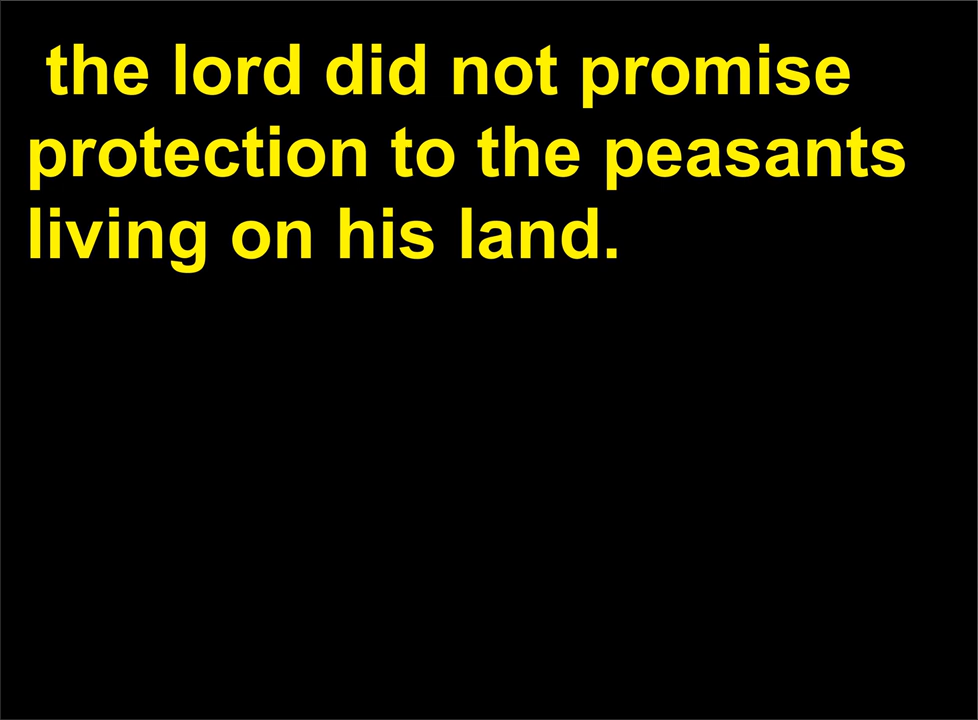 the lord did not promise
protection to the peasants
living on his land.